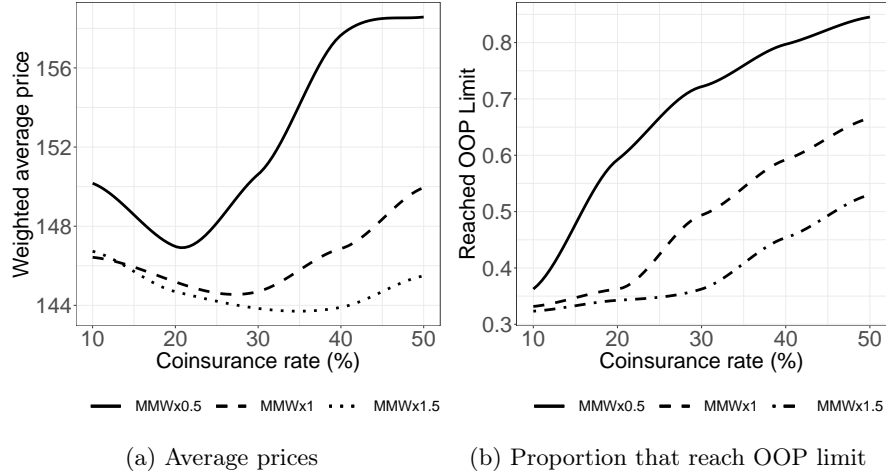 Weighted average price
156
152
148
144
10 20 30 40 50
Coinsurance rate (%)
MMWx0.5 MMWx1 MMWx1.5
(a) Average prices
Reached OOP Limit
0.8
0.7
0.6
0.5
0.4
0.3
10 20 30 40 50
Coinsurance rate (%)
MMWx0.5 MMWx1 MMWx1.5
(b) Proportion that reach OOP limit